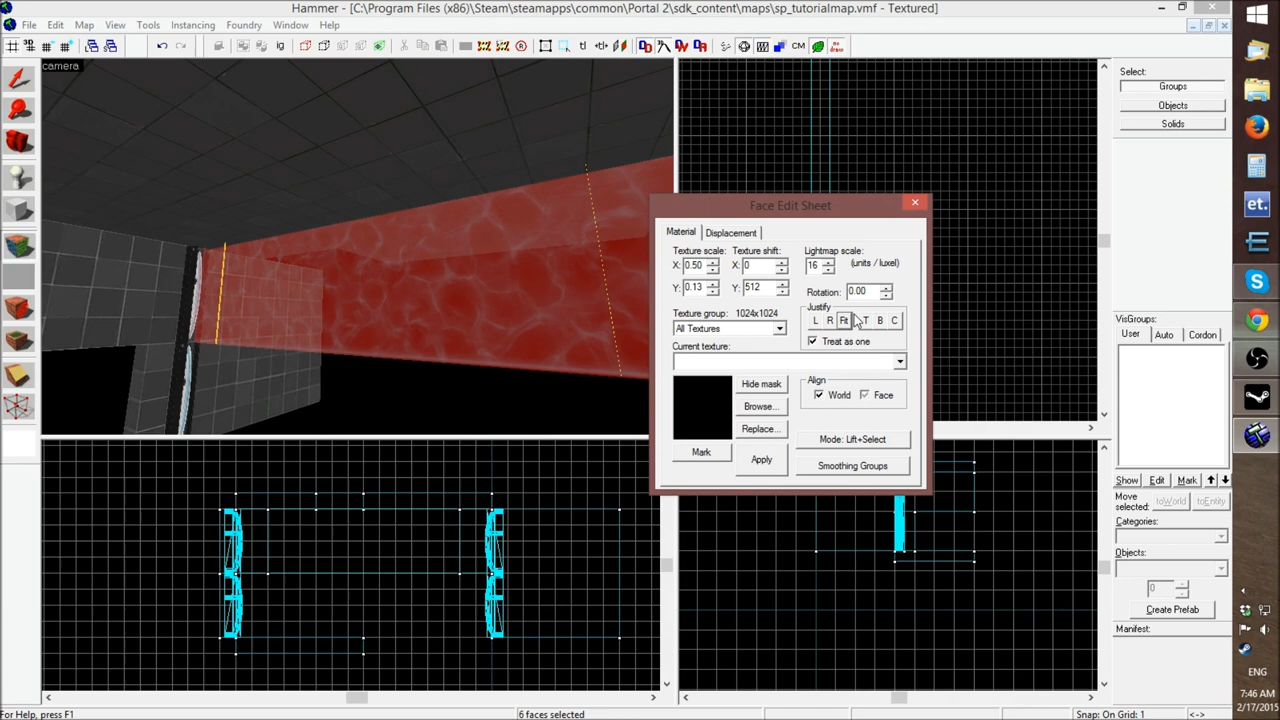 Hammer - [C:\Program Files (x86)\Steam\steamapps\common\Portal 2\sdk_content\maps\sp_tutorialmap.vmf - Textured]
File Edit Map View Tools Instancing Foundry Window Help
CM
camera
Select:
Groups
Objects
Solids
Face Edit Sheet
Material Displacement
Texture scale: Texture shift: Lightmap scale:
X: 0.50 X: 0 16 (units / luxel)
Y: 0.13 Y: 512 Rotation: 0.00
Justify
Texture group: 1024x1024
L R Fit T B C
All Textures
Treat as one
Current texture:
Align
Hide mask
World Face
Browse...
Replace...
Mode: Lift+Select
Mark
Apply
Smoothing Groups
VisGroups:
User Auto Cordon
Show Edit Mark
Move selected:
toWorld toEntity
Categories:
Objects:
0
Create Prefab
Manifest:
et.
ENG
7:46 AM
2/17/2015
For Help, press F1
6 faces selected
Snap: On Grid: 1
<->